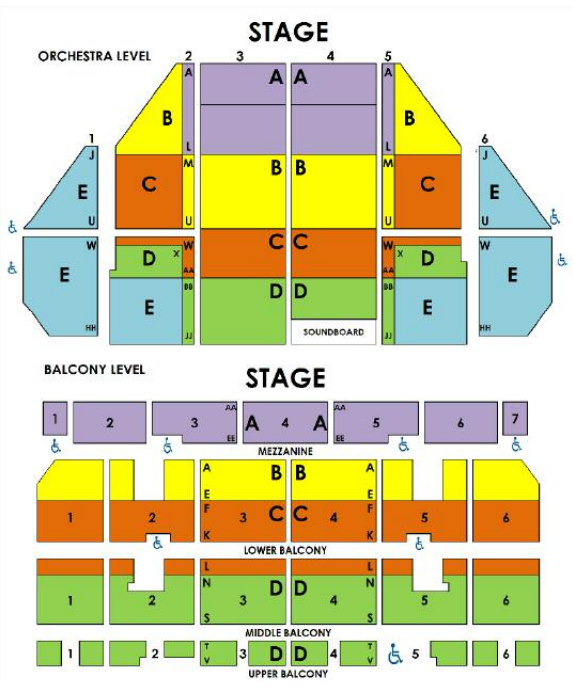 STAGE
ORCHESTRA LEVEL
2 3 4 5
A A A A
B B
L L
1 6
J J
M B B M
C C
E E
U U U U
W W C C W W
D X X D
E AA AA E
BB D D BB
E E
SOUNDBOARD
HH JJ JJ HH
BALCONY LEVEL
STAGE
AA AA
1 2 3 A 4 A 5 6 7
EE EE
MEZZANINE
A B B A
E E
F F
1 2 3 C C 4 5 6
K K
LOWER BALCONY
L L
N D D N
1 2 3 4 5 6
S S
MIDDLE BALCONY
T T
1 2 3 D D 4 5 6
V V
UPPER BALCONY